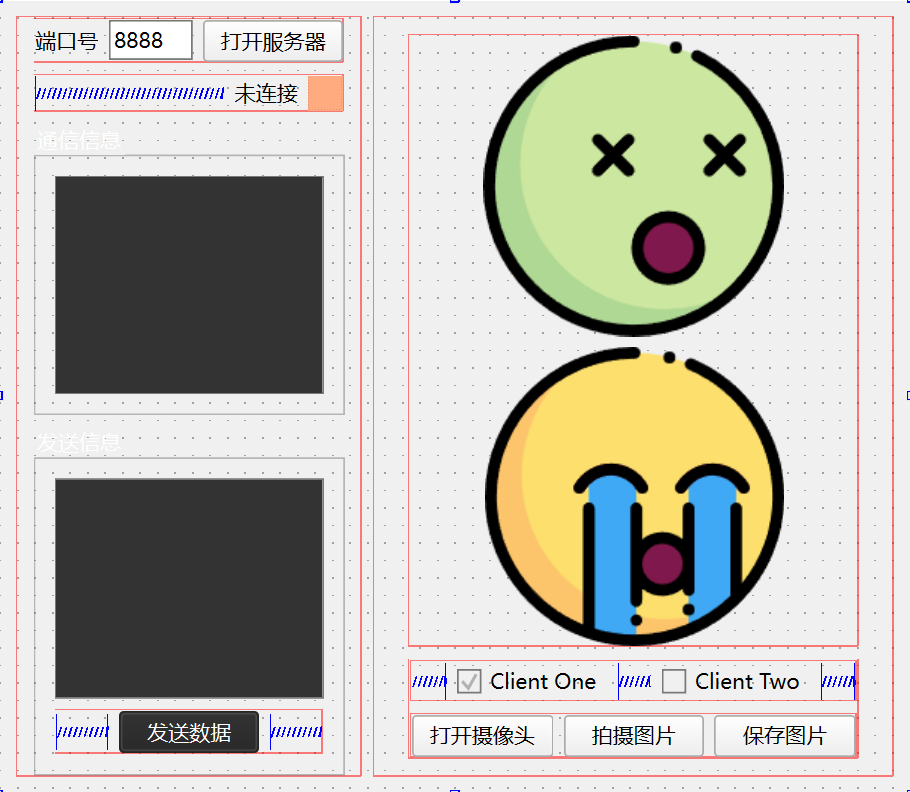 端口号 8888 打开服务器
未连接
通信信息
发送信息
发送数据
Client One Client Two
打开摄像头 拍摄图片 保存图片